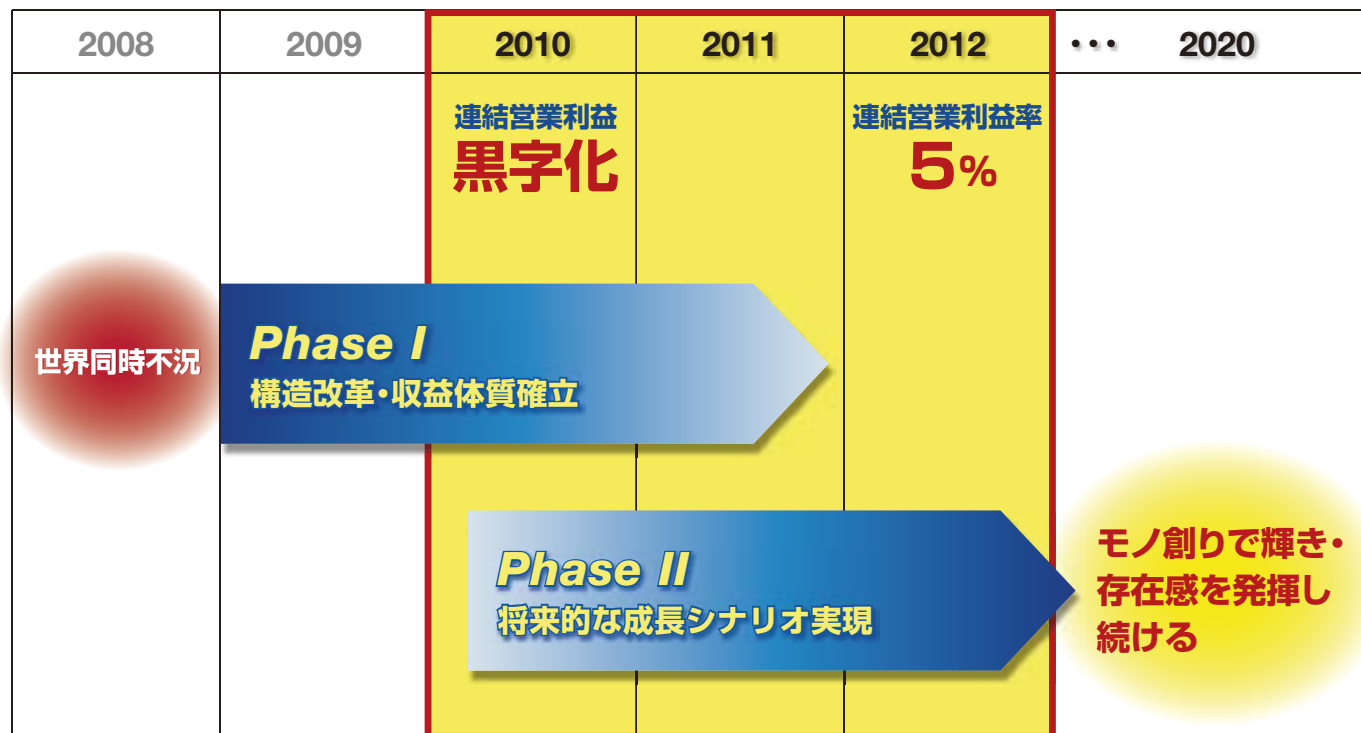 2008 2009 2010 2011 2012 ・・・ 2020
連結営業利益
黒字化
連結営業利益率
5%
世界同時不況
Phase I
構造改革・収益体質確立
Phase II
将来的な成長シナリオ実現
モノ創りで輝き・
存在感を発揮し
続ける